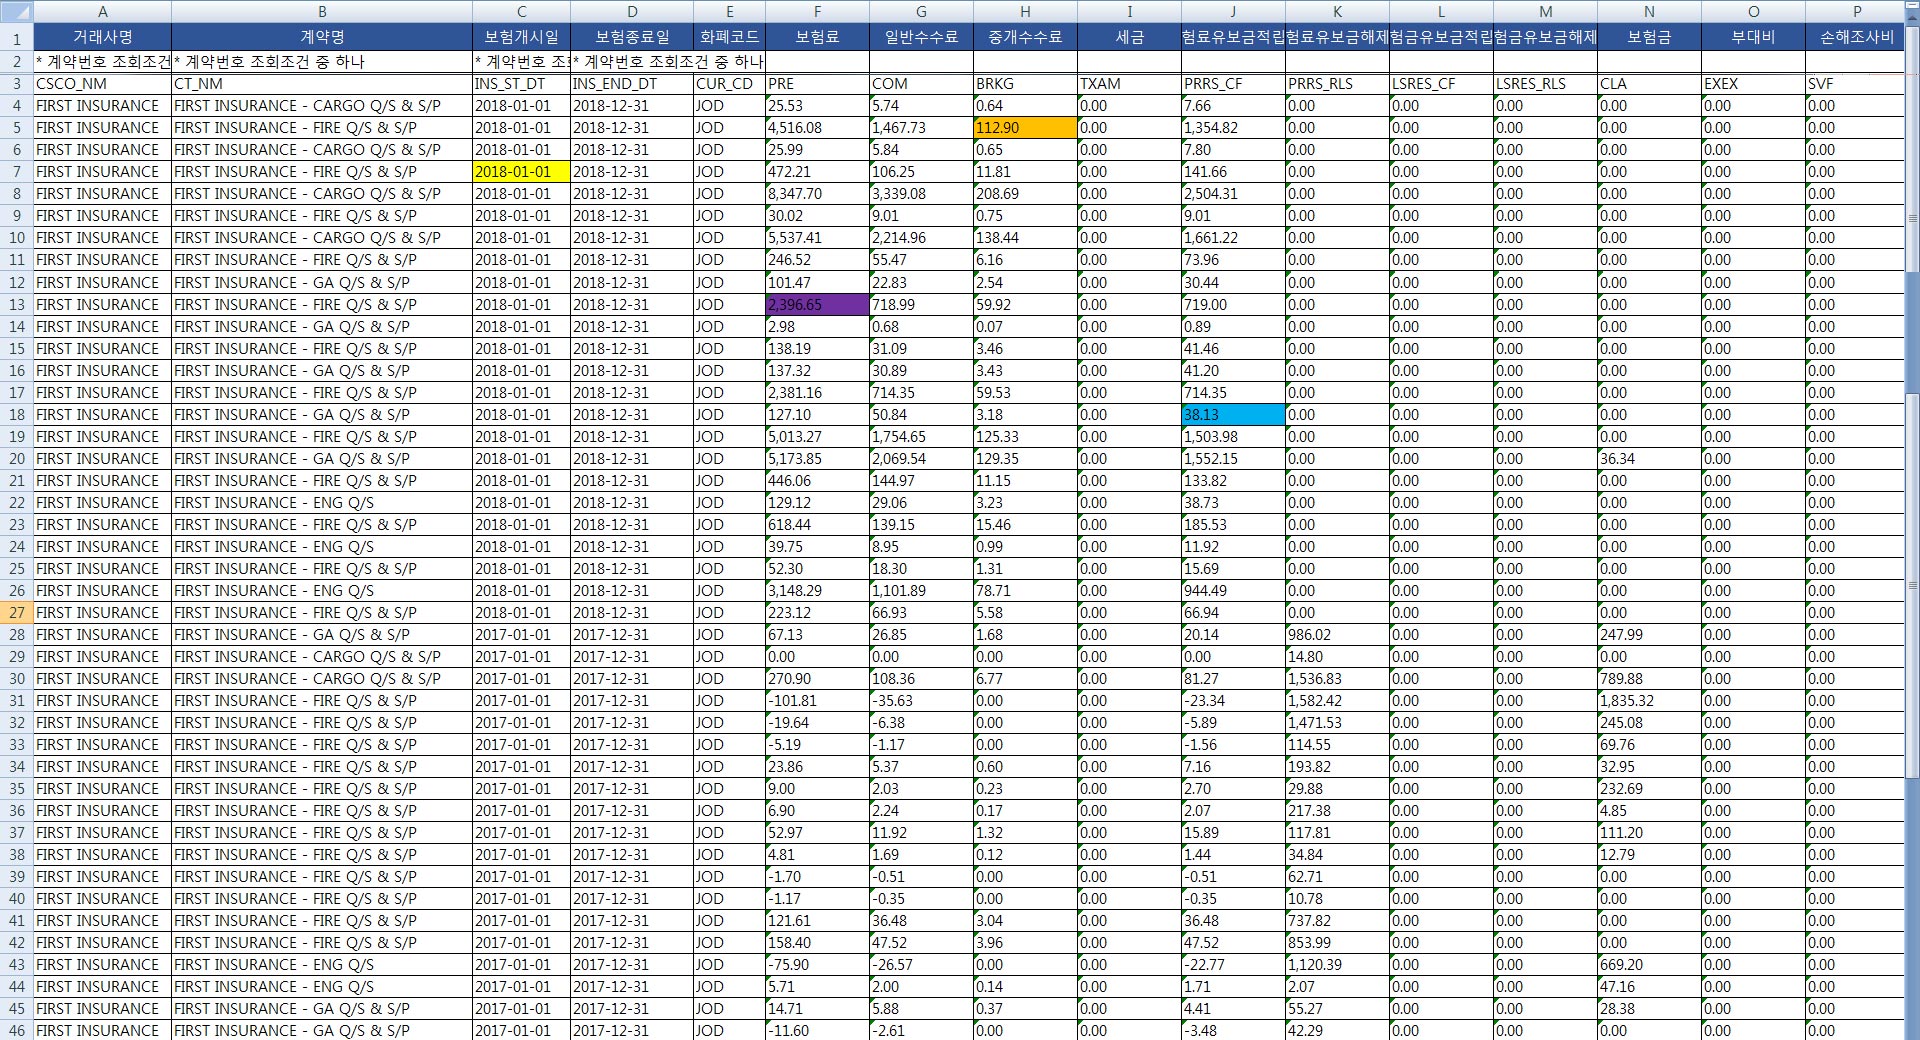 A B C D E F G H I J K L M N O P
1 거래사명 계약명 보험개시일 보험종료일 화폐코드 보험료 일반수수료 중개수수료 세금 험료유보금적립 험료유보금해제 험금유보금적립 험금유보금해제 보험금 부대비 손해조사비
2 * 계약번호 조회조건 * 계약번호 조회조건 중 하나 * 계약번호 조 * 계약번호 조회조건 중 하나
3 CSCO_NM CT_NM INS_ST_DT INS_END_DT CUR_CD PRE COM BRKG TXAM PRRS_CF PRRS_RLS LSRES_CF LSRES_RLS CLA EXEX SVF
4 FIRST INSURANCE FIRST INSURANCE - CARGO Q/S & S/P 2018-01-01 2018-12-31 JOD 25.53 5.74 0.64 0.00 7.66 0.00 0.00 0.00 0.00 0.00 0.00
5 FIRST INSURANCE FIRST INSURANCE - FIRE Q/S & S/P 2018-01-01 2018-12-31 JOD 4,516.08 1,467.73 112.90 0.00 1,354.82 0.00 0.00 0.00 0.00 0.00 0.00
6 FIRST INSURANCE FIRST INSURANCE - CARGO Q/S & S/P 2018-01-01 2018-12-31 JOD 25.99 5.84 0.65 0.00 7.80 0.00 0.00 0.00 0.00 0.00 0.00
7 FIRST INSURANCE FIRST INSURANCE - FIRE Q/S & S/P 2018-01-01 2018-12-31 JOD 472.21 106.25 11.81 0.00 141.66 0.00 0.00 0.00 0.00 0.00 0.00
8 FIRST INSURANCE FIRST INSURANCE - CARGO Q/S & S/P 2018-01-01 2018-12-31 JOD 8,347.70 3,339.08 208.69 0.00 2,504.31 0.00 0.00 0.00 0.00 0.00 0.00
9 FIRST INSURANCE FIRST INSURANCE - FIRE Q/S & S/P 2018-01-01 2018-12-31 JOD 30.02 9.01 0.75 0.00 9.01 0.00 0.00 0.00 0.00 0.00 0.00
10 FIRST INSURANCE FIRST INSURANCE - CARGO Q/S & S/P 2018-01-01 2018-12-31 JOD 5,537.41 2,214.96 138.44 0.00 1,661.22 0.00 0.00 0.00 0.00 0.00 0.00
11 FIRST INSURANCE FIRST INSURANCE - FIRE Q/S & S/P 2018-01-01 2018-12-31 JOD 246.52 55.47 6.16 0.00 73.96 0.00 0.00 0.00 0.00 0.00 0.00
12 FIRST INSURANCE FIRST INSURANCE - GA Q/S & S/P 2018-01-01 2018-12-31 JOD 101.47 22.83 2.54 0.00 30.44 0.00 0.00 0.00 0.00 0.00 0.00
13 FIRST INSURANCE FIRST INSURANCE - FIRE Q/S & S/P 2018-01-01 2018-12-31 JOD 2,396.65 718.99 59.92 0.00 719.00 0.00 0.00 0.00 0.00 0.00 0.00
14 FIRST INSURANCE FIRST INSURANCE - GA Q/S & S/P 2018-01-01 2018-12-31 JOD 2.98 0.68 0.07 0.00 0.89 0.00 0.00 0.00 0.00 0.00 0.00
15 FIRST INSURANCE FIRST INSURANCE - FIRE Q/S & S/P 2018-01-01 2018-12-31 JOD 138.19 31.09 3.46 0.00 41.46 0.00 0.00 0.00 0.00 0.00 0.00
16 FIRST INSURANCE FIRST INSURANCE - GA Q/S & S/P 2018-01-01 2018-12-31 JOD 137.32 30.89 3.43 0.00 41.20 0.00 0.00 0.00 0.00 0.00 0.00
17 FIRST INSURANCE FIRST INSURANCE - FIRE Q/S & S/P 2018-01-01 2018-12-31 JOD 2,381.16 714.35 59.53 0.00 714.35 0.00 0.00 0.00 0.00 0.00 0.00
18 FIRST INSURANCE FIRST INSURANCE - GA Q/S & S/P 2018-01-01 2018-12-31 JOD 127.10 50.84 3.18 0.00 38.13 0.00 0.00 0.00 0.00 0.00 0.00
19 FIRST INSURANCE FIRST INSURANCE - FIRE Q/S & S/P 2018-01-01 2018-12-31 JOD 5,013.27 1,754.65 125.33 0.00 1,503.98 0.00 0.00 0.00 0.00 0.00 0.00
20 FIRST INSURANCE FIRST INSURANCE - GA Q/S & S/P 2018-01-01 2018-12-31 JOD 5,173.85 2,069.54 129.35 0.00 1,552.15 0.00 0.00 0.00 36.34 0.00 0.00
21 FIRST INSURANCE FIRST INSURANCE - FIRE Q/S & S/P 2018-01-01 2018-12-31 JOD 446.06 144.97 11.15 0.00 133.82 0.00 0.00 0.00 0.00 0.00 0.00
22 FIRST INSURANCE FIRST INSURANCE - ENG Q/S 2018-01-01 2018-12-31 JOD 129.12 29.06 3.23 0.00 38.73 0.00 0.00 0.00 0.00 0.00 0.00
23 FIRST INSURANCE FIRST INSURANCE - FIRE Q/S & S/P 2018-01-01 2018-12-31 JOD 618.44 139.15 15.46 0.00 185.53 0.00 0.00 0.00 0.00 0.00 0.00
24 FIRST INSURANCE FIRST INSURANCE - ENG Q/S 2018-01-01 2018-12-31 JOD 39.75 8.95 0.99 0.00 11.92 0.00 0.00 0.00 0.00 0.00 0.00
25 FIRST INSURANCE FIRST INSURANCE - FIRE Q/S & S/P 2018-01-01 2018-12-31 JOD 52.30 18.30 1.31 0.00 15.69 0.00 0.00 0.00 0.00 0.00 0.00
26 FIRST INSURANCE FIRST INSURANCE - ENG Q/S 2018-01-01 2018-12-31 JOD 3,148.29 1,101.89 78.71 0.00 944.49 0.00 0.00 0.00 0.00 0.00 0.00
27 FIRST INSURANCE FIRST INSURANCE - FIRE Q/S & S/P 2018-01-01 2018-12-31 JOD 223.12 66.93 5.58 0.00 66.94 0.00 0.00 0.00 0.00 0.00 0.00
28 FIRST INSURANCE FIRST INSURANCE - GA Q/S & S/P 2017-01-01 2017-12-31 JOD 67.13 26.85 1.68 0.00 20.14 986.02 0.00 0.00 247.99 0.00 0.00
29 FIRST INSURANCE FIRST INSURANCE - CARGO Q/S & S/P 2017-01-01 2017-12-31 JOD 0.00 0.00 0.00 0.00 0.00 14.80 0.00 0.00 0.00 0.00 0.00
30 FIRST INSURANCE FIRST INSURANCE - CARGO Q/S & S/P 2017-01-01 2017-12-31 JOD 270.90 108.36 6.77 0.00 81.27 1,536.83 0.00 0.00 789.88 0.00 0.00
31 FIRST INSURANCE FIRST INSURANCE - FIRE Q/S & S/P 2017-01-01 2017-12-31 JOD -101.81 -35.63 0.00 0.00 -23.34 1,582.42 0.00 0.00 1,835.32 0.00 0.00
32 FIRST INSURANCE FIRST INSURANCE - FIRE Q/S & S/P 2017-01-01 2017-12-31 JOD -19.64 -6.38 0.00 0.00 -5.89 1,471.53 0.00 0.00 245.08 0.00 0.00
33 FIRST INSURANCE FIRST INSURANCE - FIRE Q/S & S/P 2017-01-01 2017-12-31 JOD -5.19 -1.17 0.00 0.00 -1.56 114.55 0.00 0.00 69.76 0.00 0.00
34 FIRST INSURANCE FIRST INSURANCE - FIRE Q/S & S/P 2017-01-01 2017-12-31 JOD 23.86 5.37 0.60 0.00 7.16 193.82 0.00 0.00 32.95 0.00 0.00
35 FIRST INSURANCE FIRST INSURANCE - FIRE Q/S & S/P 2017-01-01 2017-12-31 JOD 9.00 2.03 0.23 0.00 2.70 29.88 0.00 0.00 232.69 0.00 0.00
36 FIRST INSURANCE FIRST INSURANCE - FIRE Q/S & S/P 2017-01-01 2017-12-31 JOD 6.90 2.24 0.17 0.00 2.07 217.38 0.00 0.00 4.85 0.00 0.00
37 FIRST INSURANCE FIRST INSURANCE - FIRE Q/S & S/P 2017-01-01 2017-12-31 JOD 52.97 11.92 1.32 0.00 15.89 117.81 0.00 0.00 111.20 0.00 0.00
38 FIRST INSURANCE FIRST INSURANCE - FIRE Q/S & S/P 2017-01-01 2017-12-31 JOD 4.81 1.69 0.12 0.00 1.44 34.84 0.00 0.00 12.79 0.00 0.00
39 FIRST INSURANCE FIRST INSURANCE - FIRE Q/S & S/P 2017-01-01 2017-12-31 JOD -1.70 -0.51 0.00 0.00 -0.51 62.71 0.00 0.00 0.00 0.00 0.00
40 FIRST INSURANCE FIRST INSURANCE - FIRE Q/S & S/P 2017-01-01 2017-12-31 JOD -1.17 -0.35 0.00 0.00 -0.35 10.78 0.00 0.00 0.00 0.00 0.00
41 FIRST INSURANCE FIRST INSURANCE - FIRE Q/S & S/P 2017-01-01 2017-12-31 JOD 121.61 36.48 3.04 0.00 36.48 737.82 0.00 0.00 0.00 0.00 0.00
42 FIRST INSURANCE FIRST INSURANCE - FIRE Q/S & S/P 2017-01-01 2017-12-31 JOD 158.40 47.52 3.96 0.00 47.52 853.99 0.00 0.00 0.00 0.00 0.00
43 FIRST INSURANCE FIRST INSURANCE - ENG Q/S 2017-01-01 2017-12-31 JOD -75.90 -26.57 0.00 0.00 -22.77 1,120.39 0.00 0.00 669.20 0.00 0.00
44 FIRST INSURANCE FIRST INSURANCE - ENG Q/S 2017-01-01 2017-12-31 JOD 5.71 2.00 0.14 0.00 1.71 2.07 0.00 0.00 47.16 0.00 0.00
45 FIRST INSURANCE FIRST INSURANCE - GA Q/S & S/P 2017-01-01 2017-12-31 JOD 14.71 5.88 0.37 0.00 4.41 55.27 0.00 0.00 28.38 0.00 0.00
46 FIRST INSURANCE FIRST INSURANCE - GA Q/S & S/P 2017-01-01 2017-12-31 JOD -11.60 -2.61 0.00 0.00 -3.48 42.29 0.00 0.00 0.00 0.00 0.00